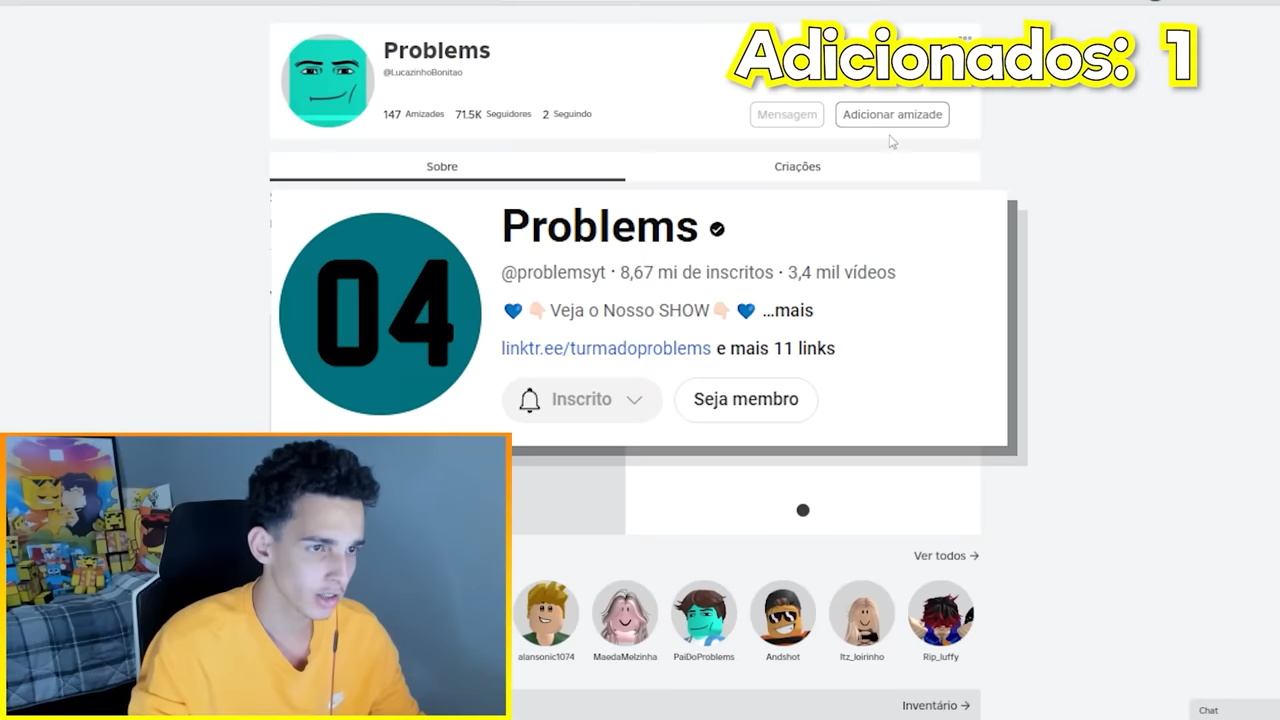 Adicionados: 1
Problems
@LucazinhoBonitao
147 Amizades 71.5K Seguidores 2 Seguindo
Mensagem
Adicionar amizade
Sobre
Criações
04
Problems
@problemsyt · 8,67 mi de inscritos · 3,4 mil vídeos
💙👇🏻Veja o Nosso SHOW👇🏻💙 ...mais
linktr.ee/turmadoproblems e mais 11 links
Inscrito
Seja membro
Ver todos →
alansonic1074
MaedaMelzinha
PaiDoProblems
Andshot
Itz_loirinho
Rip_luffy
Inventário →
Chat